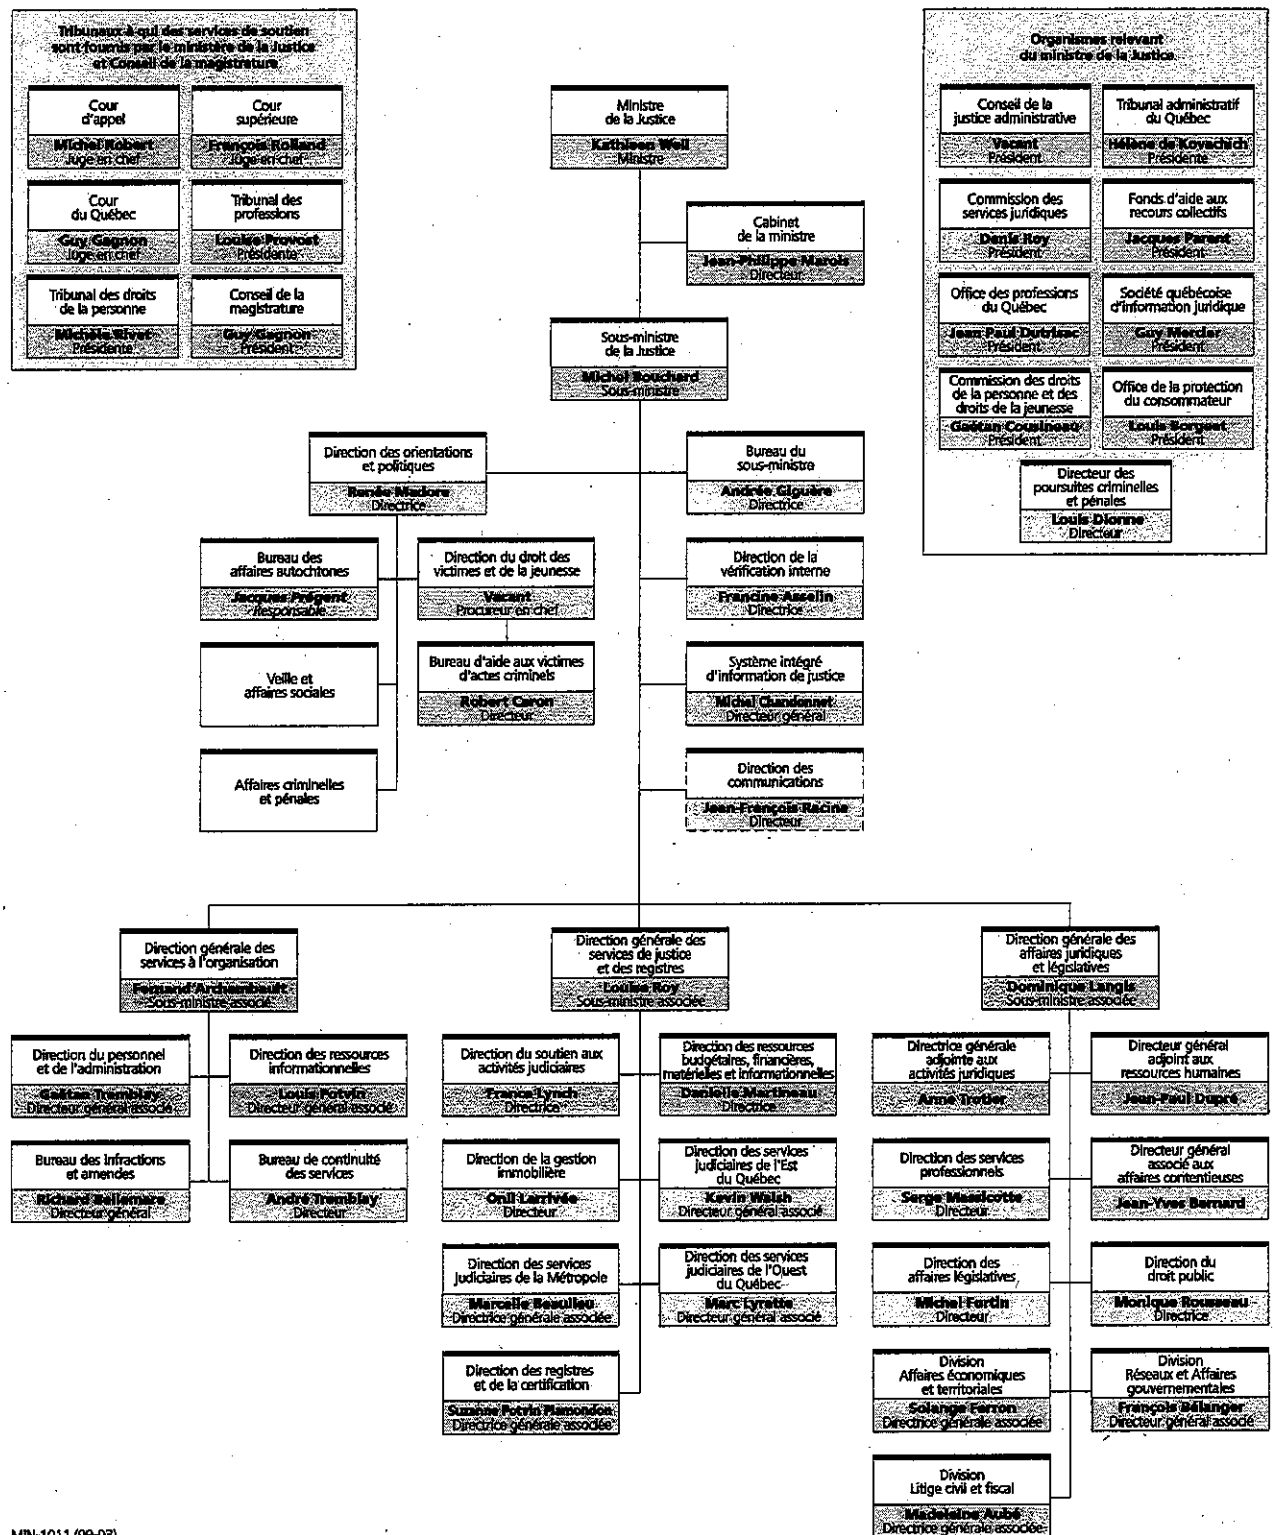 Tribunaux à qui des services de soutien
sont fournis par le ministère de la Justice
et Conseil de la magistrature
Cour
d'appel
Michel Robert
Juge en chef
Cour
supérieure
François Rolland
Juge en chef
Cour
du Québec
Guy Gagnon
Juge en chef
Tribunal des
professions
Louise Provost
Présidente
Tribunal des droits
de la personne
Michèle Rivet
Présidente
Conseil de la
magistrature
Guy Gagnon
Président
Ministre
de la Justice
Kathleen Weil
Ministre
Cabinet
de la ministre
Jean-Philippe Marois
Directeur
Sous-ministre
de la Justice
Michel Bouchard
Sous-ministre
Organismes relevant
du ministre de la Justice
Conseil de la
justice administrative
Vacant
Président
Tribunal administratif
du Québec
Hélène de Kovachich
Présidente
Commission des
services juridiques
Denis Roy
Président
Fonds d'aide aux
recours collectifs
Jacques Parent
Président
Office des professions
du Québec
Jean Paul Dutrisac
Président
Société québécoise
d'information juridique
Guy Mercier
Président
Commission des droits
de la personne et des
droits de la jeunesse
Gaétan Cousineau
Président
Office de la protection
du consommateur
Louis Borgeat
Président
Directeur des
poursuites criminelles
et pénales
Louis Dionne
Directeur
Direction des orientations
et politiques
Renée Madore
Directrice
Bureau du
sous-ministre
Andrée Giguère
Directrice
Bureau des
affaires autochtones
Jacques Prégent
Responsable
Direction du droit des
victimes et de la jeunesse
Vacant
Procureur en chef
Direction de la
vérification interne
Francine Asselin
Directrice
Veille et
affaires sociales
Bureau d'aide aux victimes
d'actes criminels
Robert Caron
Directeur
Système intégré
d'information de justice
Michel Chandonnet
Directeur général
Affaires criminelles
et pénales
Direction des
communications
Jean-François Racine
Directeur
Direction générale des
services à l'organisation
Fernand Archambault
Sous-ministre associé
Direction générale des
services de justice
et des registres
Louise Roy
Sous-ministre associée
Direction générale des
affaires juridiques
et législatives
Dominique Langis
Sous-ministre associée
Direction du personnel
et de l'administration
Gaëtan Tremblay
Directeur général associé
Direction des ressources
informationnelles
Louis Potvin
Directeur général associé
Bureau des infractions
et amendes
Richard Bellemare
Directeur général
Bureau de continuité
des services
André Tremblay
Directeur
Direction du soutien aux
activités judiciaires
France Lynch
Directrice
Direction des ressources
budgétaires, financières,
matérielles et informationnelles
Danielle Martineau
Directrice
Direction de la gestion
immobilière
Onil Larrivée
Directeur
Direction des services
judiciaires de l'Est
du Québec
Kevin Walsh
Directeur général associé
Direction des services
judiciaires de la Métropole
Marcelle Beaulieu
Directrice générale associée
Direction des services
judiciaires de l'Ouest
du Québec
Marc Lyrette
Directeur général associé
Direction des registres
et de la certification
Suzanne Potvin Plamondon
Directrice générale associée
Directrice générale
adjointe aux
activités juridiques
Anne Trotier
Directeur général
adjoint aux
ressources humaines
Jean-Paul Dupré
Direction des services
professionnels
Serge Massicotte
Directeur
Directeur général
associé aux
affaires contentieuses
Jean-Yves Bernard
Direction des
affaires législatives
Michel Fortin
Directeur
Direction du
droit public
Monique Rousseau
Directrice
Division
Affaires économiques
et territoriales
Solange Ferron
Directrice générale associée
Division
Réseaux et Affaires
gouvernementales
François Bélanger
Directeur général associé
Division
Litige civil et fiscal
Madeleine Aubé
Directrice générale associée
MIN-1011 (99-03)